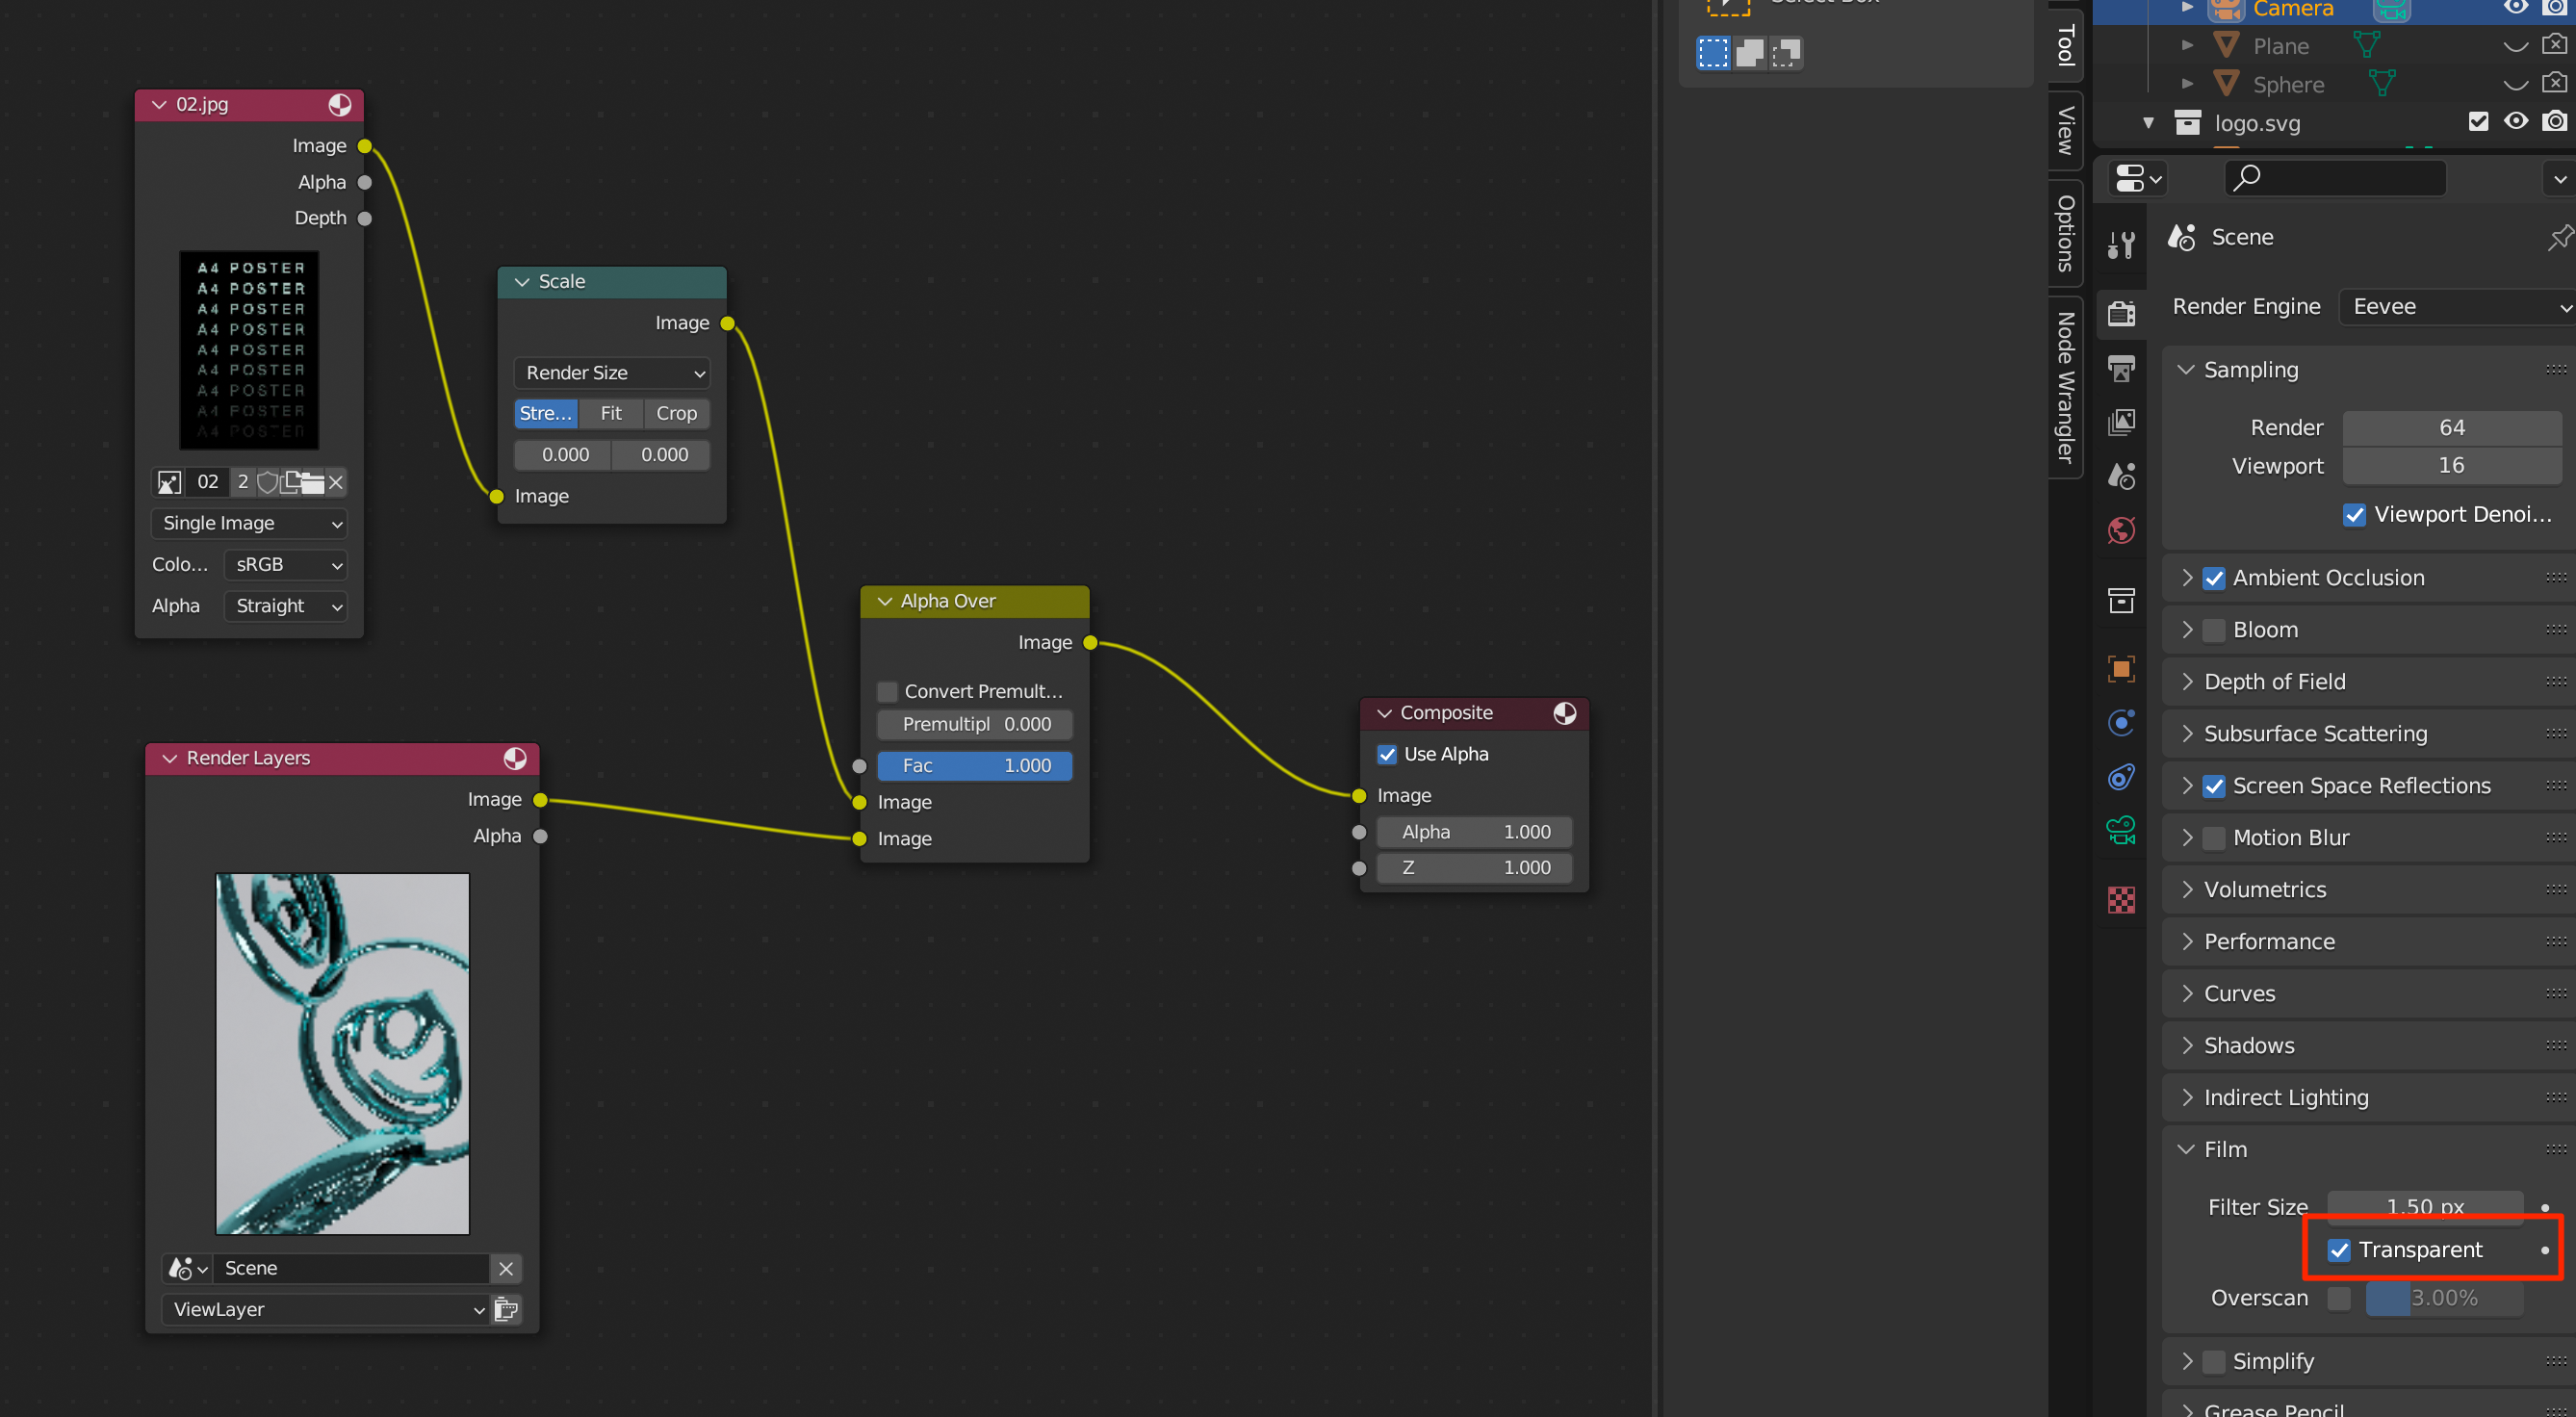 02.jpg
Image
Alpha
Depth
A4 POSTER
A4 POSTER
A4 POSTER
A4 POSTER
A4 POSTER
A4 POSTER
A4 POSTER
A4 POSTER
A4 POSTER
02 2
Single Image
Colo... sRGB
Alpha Straight
Scale
Image
Render Size
Stre... Fit Crop
0.000 0.000
Image
Render Layers
Image
Alpha
Scene
ViewLayer
Alpha Over
Image
Convert Premult...
Premultipl 0.000
Fac 1.000
Image
Image
Composite
Use Alpha
Image
Alpha 1.000
Z 1.000
Select Box
Tool
View
Options
Node Wrangler
Camera
Plane
Sphere
logo.svg
Scene
Render Engine Eevee
Sampling
Render 64
Viewport 16
Viewport Denoi...
Ambient Occlusion
Bloom
Depth of Field
Subsurface Scattering
Screen Space Reflections
Motion Blur
Volumetrics
Performance
Curves
Shadows
Indirect Lighting
Film
Filter Size 1.50 px
Transparent
Overscan 3.00%
Simplify
Grease Pencil